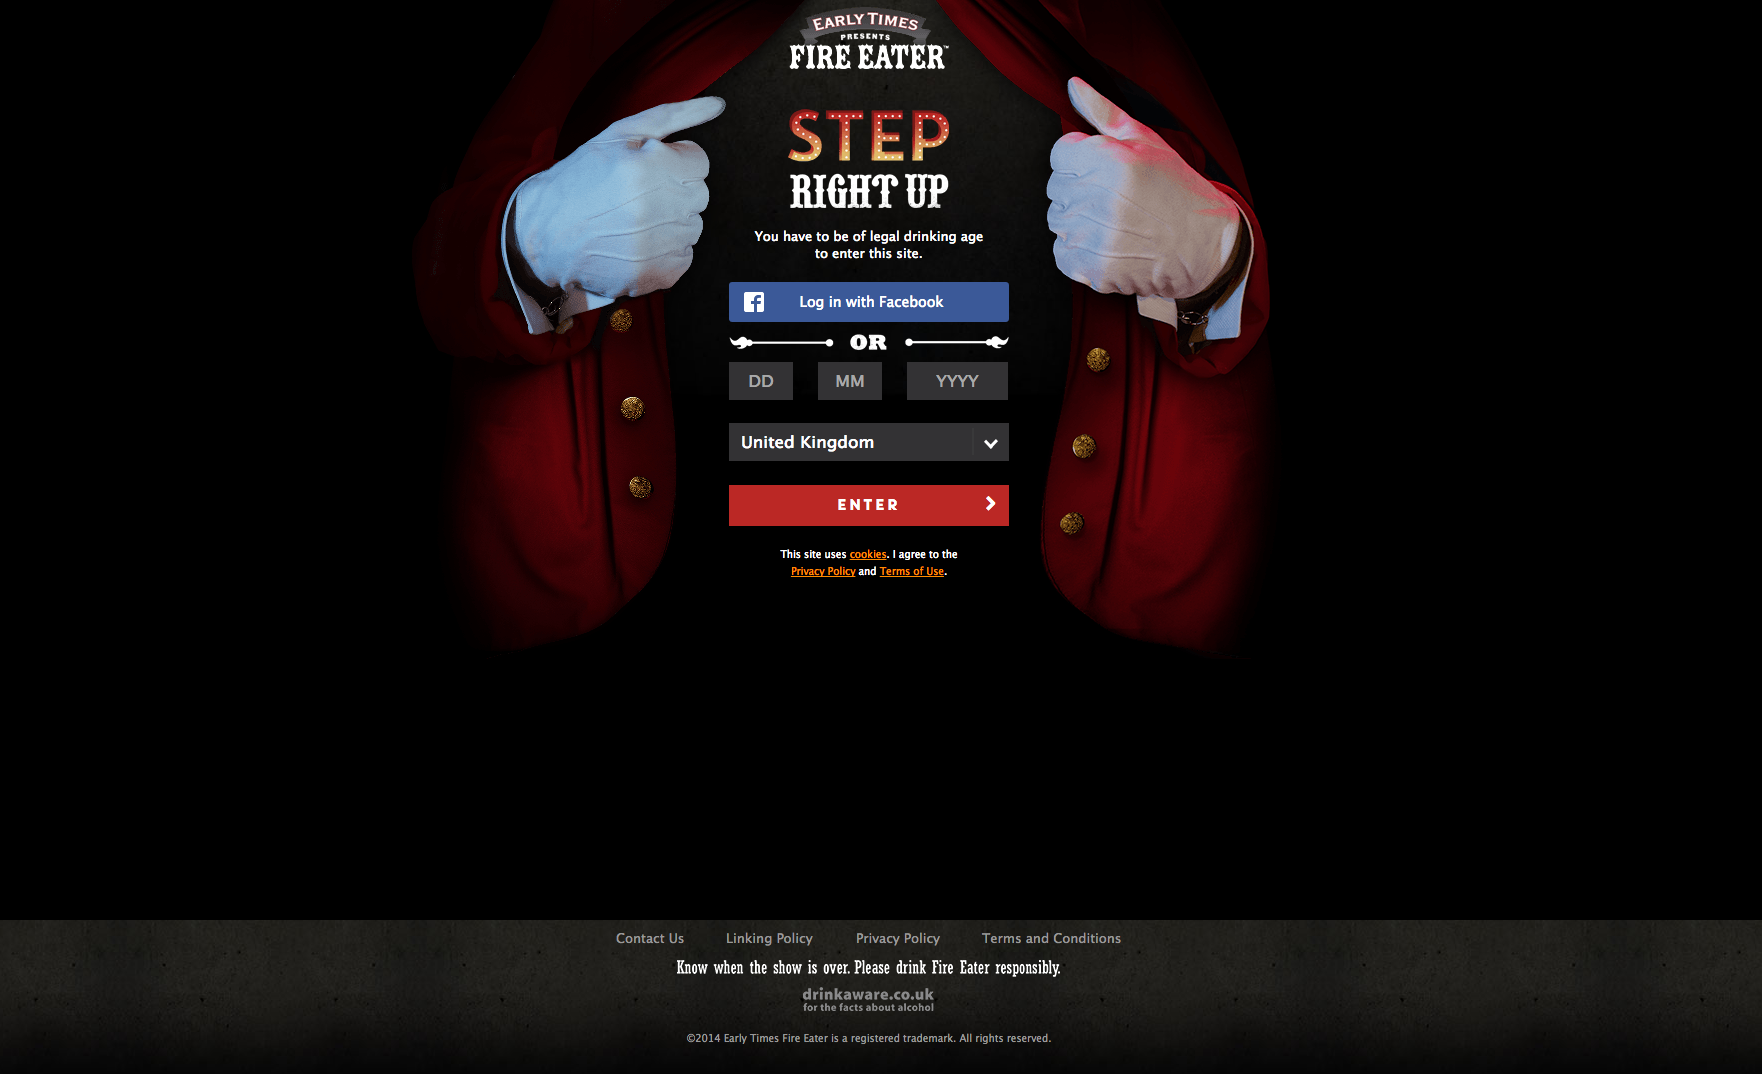 EARLY TIMES
PRESENTS
FIRE EATER™
STEP
RIGHT UP
You have to be of legal drinking age
to enter this site.
Log in with Facebook
OR
DD MM YYYY
United Kingdom
ENTER
This site uses cookies. I agree to the
Privacy Policy and Terms of Use.
Contact Us Linking Policy Privacy Policy Terms and Conditions
Know when the show is over. Please drink Fire Eater responsibly.
drinkaware.co.uk
for the facts about alcohol
©2014 Early Times Fire Eater is a registered trademark. All rights reserved.